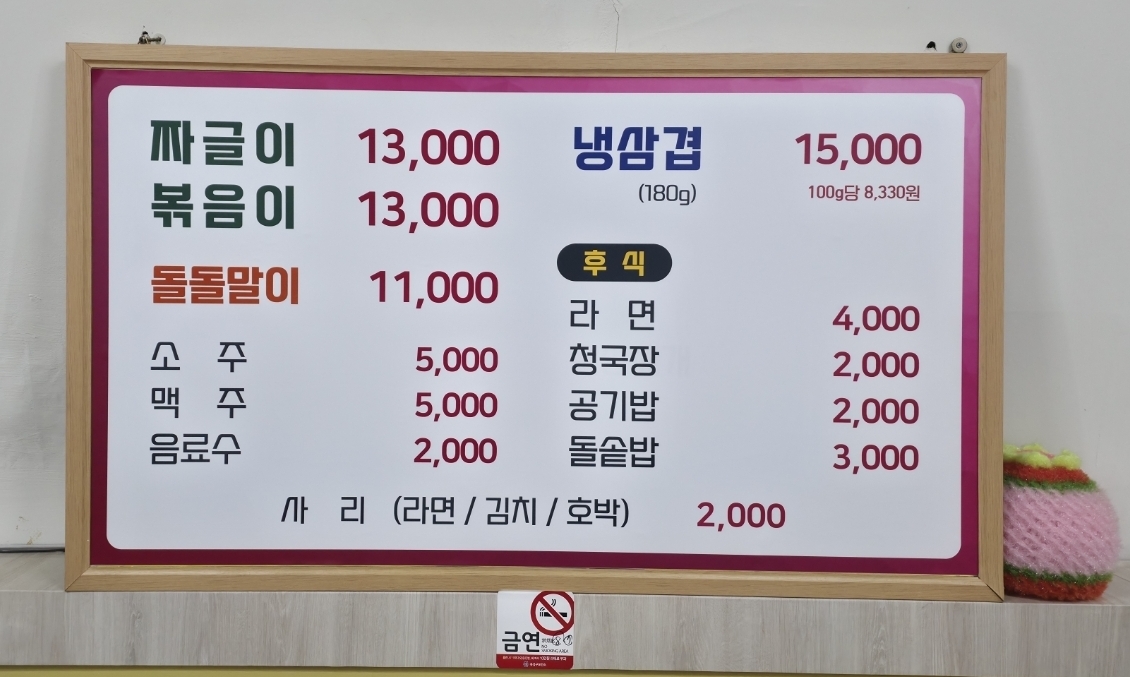 짜글이 13,000
볶음이 13,000
돌돌말이 11,000
소 주 5,000
맥 주 5,000
음료수 2,000
냉삼겹 15,000
(180g) 100g당 8,330원
후 식
라 면 4,000
청국장 2,000
공기밥 2,000
돌솥밥 3,000
사 리 (라면 / 김치 / 호박) 2,000
금연